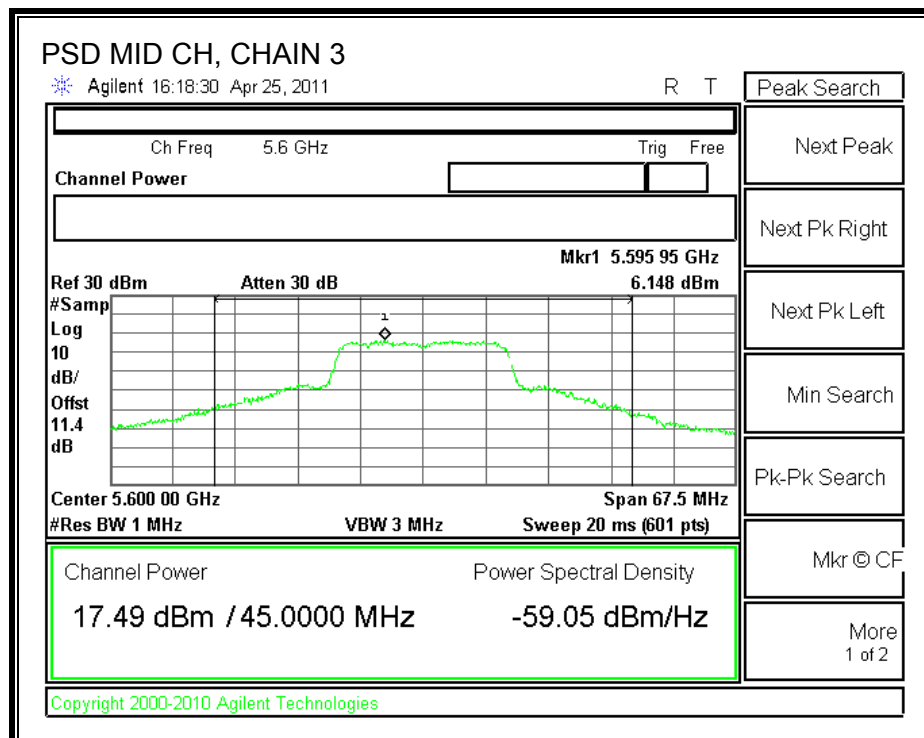 PSD MID CH, CHAIN 3
Agilent 16:18:30 Apr 25, 2011 R T
Peak Search
Ch Freq 5.6 GHz Trig Free
Channel Power
Mkr1 5.595 95 GHz
Ref 30 dBm Atten 30 dB 6.148 dBm
#Samp
Log
10
dB/
Offst
11.4
dB
1
Center 5.600 00 GHz Span 67.5 MHz
#Res BW 1 MHz VBW 3 MHz Sweep 20 ms (601 pts)
Channel Power Power Spectral Density
17.49 dBm / 45.0000 MHz -59.05 dBm/Hz
Next Peak
Next Pk Right
Next Pk Left
Min Search
Pk-Pk Search
Mkr © CF
More
1 of 2
Copyright 2000-2010 Agilent Technologies